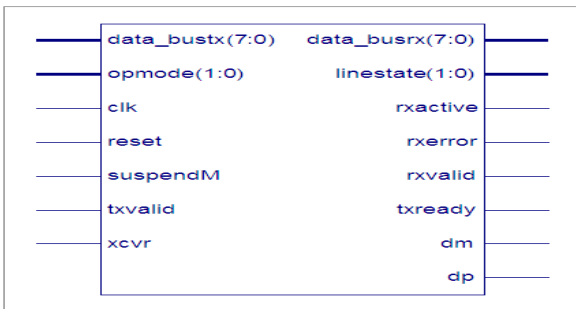 data_bustx(7:0) data_busrx(7:0)
opmode(1:0) linestate(1:0)
clk rxactive
reset rxerror
suspendM rxvalid
txvalid txready
xcvr dm
dp